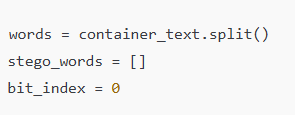 words = container_text.split()
stego_words = []
bit_index = 0